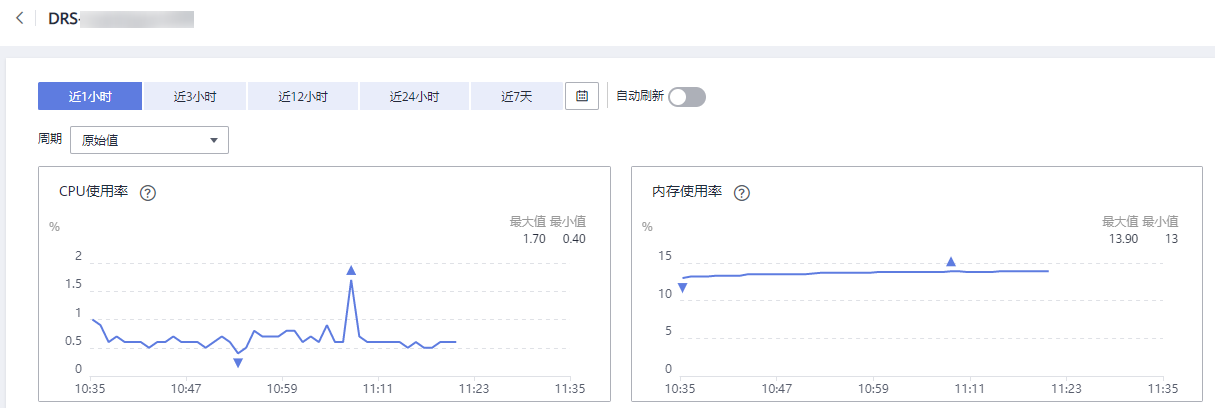 DRS-
近1小时 近3小时 近12小时 近24小时 近7天 自动刷新
周期 原始值
CPU使用率 ?
% 最大值 最小值
1.70 0.40
2
1.5
1
0.5
0
10:35 10:47 10:59 11:11 11:23 11:35
内存使用率 ?
% 最大值 最小值
13.90 13
15
10
5
0
10:35 10:47 10:59 11:11 11:23 11:35